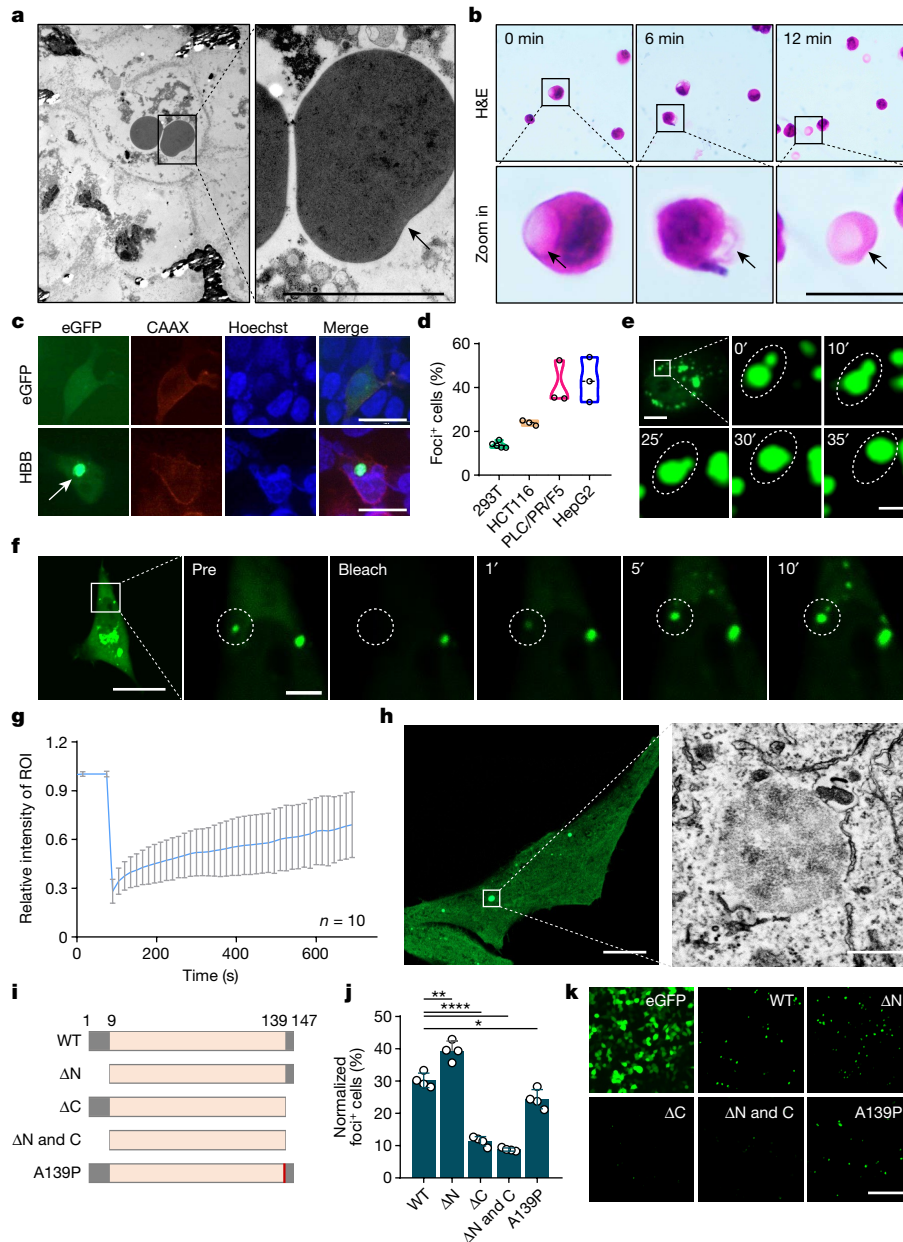 a
b
0 min
6 min
12 min
H&E
Zoom in
c
eGFP
CAAX
Hoechst
Merge
eGFP
HBB
d
Foci⁺ cells (%)
60
40
20
0
293T
HCT116
PLC/PR/F5
HepG2
e
0′
10′
25′
30′
35′
f
Pre
Bleach
1′
5′
10′
g
Relative intensity of ROI
1.2
0.9
0.6
0.3
0
n = 10
0
200
400
600
Time (s)
h
i
1
9
139
147
WT
ΔN
ΔC
ΔN and C
A139P
j
Normalized
foci⁺ cells (%)
50
40
30
20
10
0
**
****
*
WT
ΔN
ΔC
ΔN and C
A139P
k
eGFP
WT
ΔN
ΔC
ΔN and C
A139P